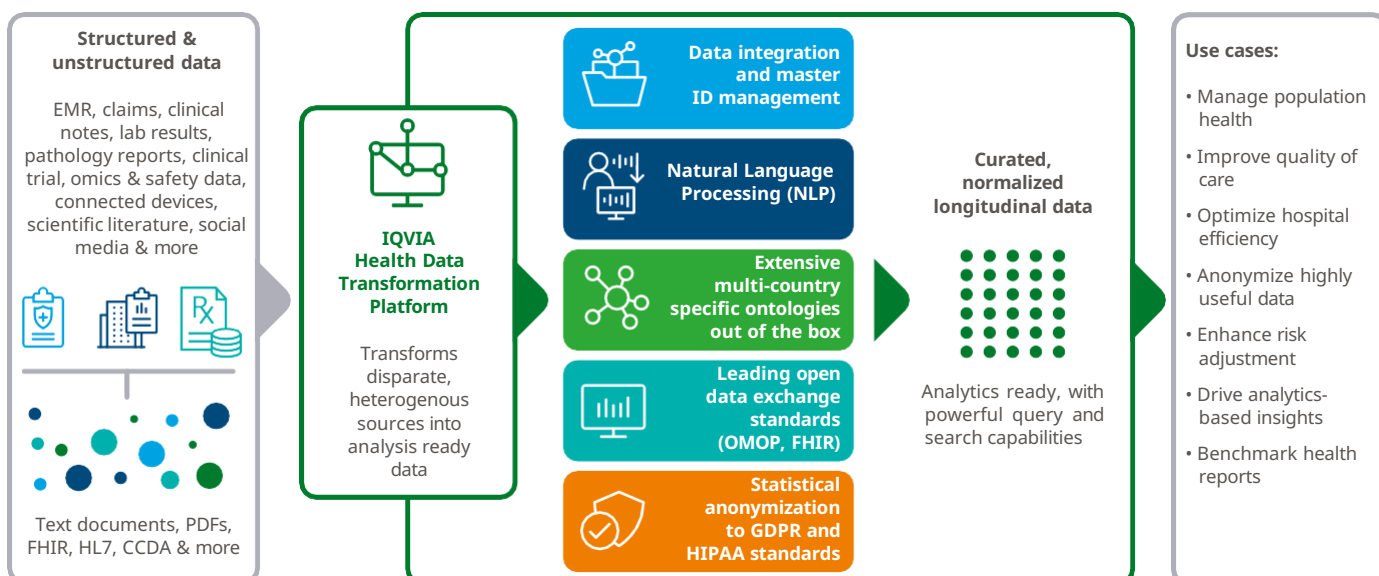 Structured &
unstructured data
EMR, claims, clinical
notes, lab results,
pathology reports, clinical
trial, omics & safety data,
connected devices,
scientific literature, social
media & more
Rx
Text documents, PDFs,
FHIR, HL7, CCDA & more
IQVIA
Health Data
Transformation
Platform
Transforms
disparate,
heterogenous
sources into
analysis ready
data
Data integration
and master
ID management
Natural Language
Processing (NLP)
Extensive
multi-country
specific ontologies
out of the box
Leading open
data exchange
standards
(OMOP, FHIR)
Statistical
anonymization
to GDPR and
HIPAA standards
Curated,
normalized
longitudinal data
Analytics ready, with
powerful query and
search capabilities
Use cases:
• Manage population
health
• Improve quality of
care
• Optimize hospital
efficiency
• Anonymize highly
useful data
• Enhance risk
adjustment
• Drive analytics-
based insights
• Benchmark health
reports